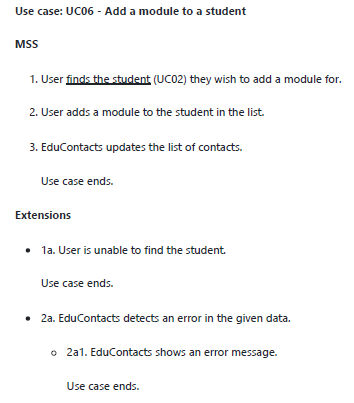 Use case: UC06 - Add a module to a student
MSS
1. User finds the student (UC02) they wish to add a module for.
2. User adds a module to the student in the list.
3. EduContacts updates the list of contacts.
Use case ends.
Extensions
• 1a. User is unable to find the student.
Use case ends.
• 2a. EduContacts detects an error in the given data.
○ 2a1. EduContacts shows an error message.
Use case ends.